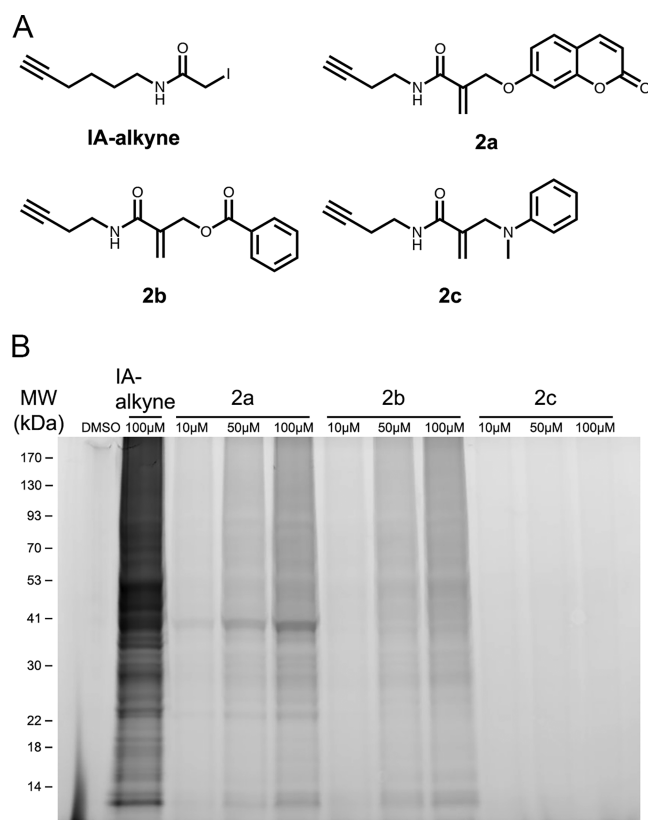 A
O
N
H
I
IA-alkyne
O
N
H
O
O
O
2a
O
N
H
O
O
2b
O
N
H
N
2c
B
MW
(kDa)
IA-
alkyne
2a
2b
2c
DMSO 100µM 10µM 50µM 100µM 10µM 50µM 100µM 10µM 50µM 100µM
170
130
93
70
53
41
30
22
18
14